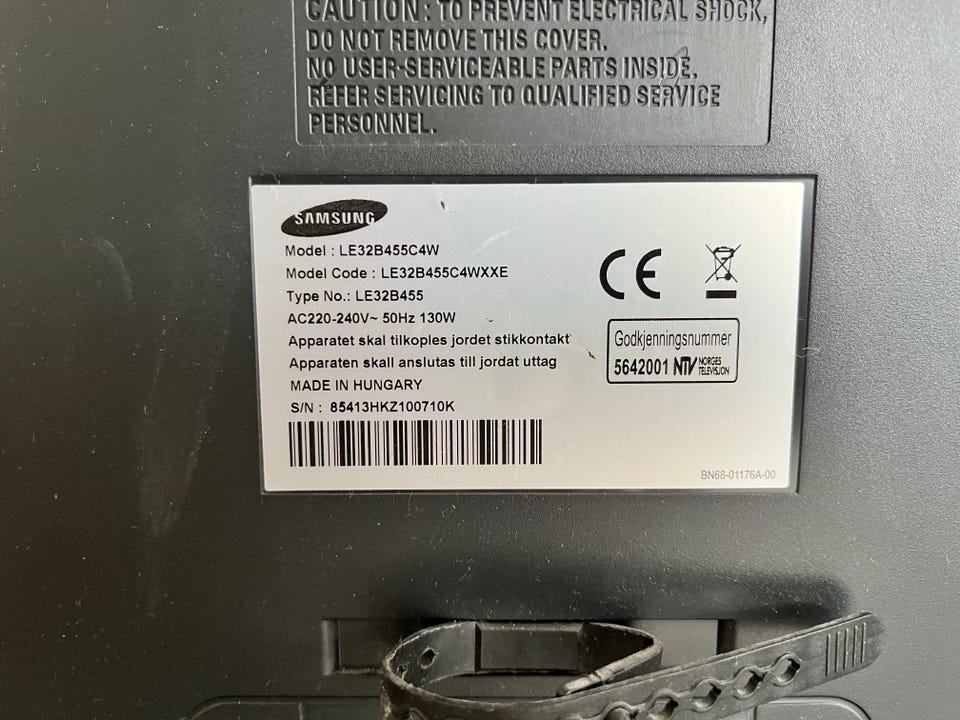 CAUTION: TO PREVENT ELECTRICAL SHOCK,
DO NOT REMOVE THIS COVER.
NO USER-SERVICEABLE PARTS INSIDE.
REFER SERVICING TO QUALIFIED SERVICE
PERSONNEL.
SAMSUNG
Model : LE32B455C4W
Model Code : LE32B455C4WXXE
Type No.: LE32B455
AC220-240V~ 50Hz 130W
Apparatet skal tilkoples jordet stikkontakt
Apparaten skall anslutas till jordat uttag
MADE IN HUNGARY
S/N : 85413HKZ100710K
CE
Godkjenningsnummer
5642001 NTV NORGES
TELEVISJON
BN68-01176A-00